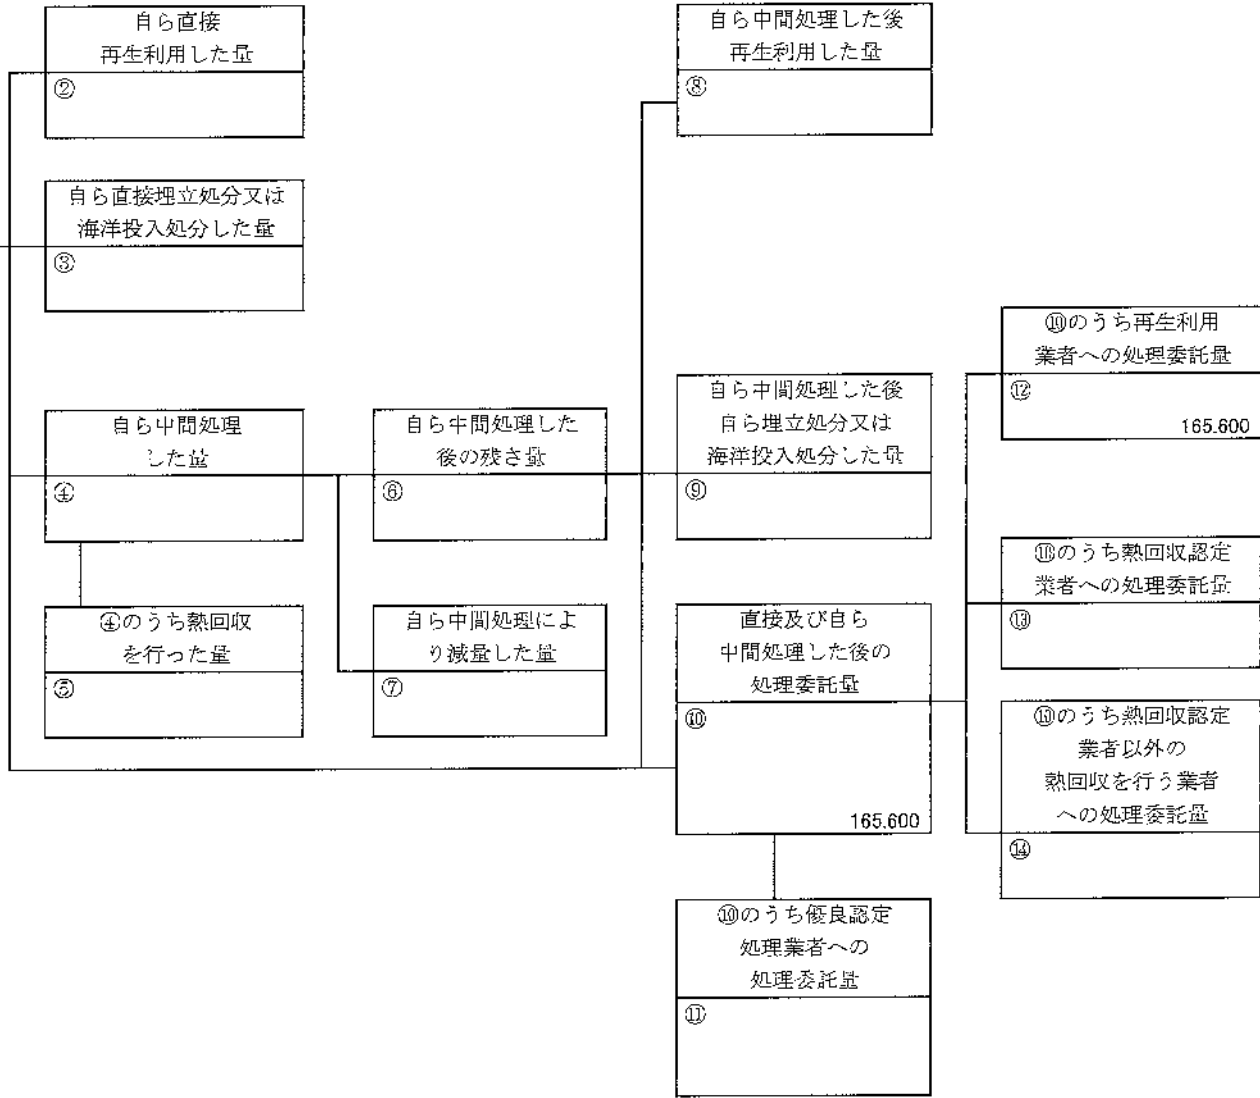 自ら直接
再生利用した量
②
自ら直接埋立処分又は
海洋投入処分した量
③
自ら中間処理
した量
④
④のうち熱回収
を行った量
⑤
自ら中間処理した
後の残さ量
⑥
自ら中間処理によ
り減量した量
⑦
自ら中間処理した後
再生利用した量
⑧
自ら中間処理した後
自ら埋立処分又は
海洋投入処分した量
⑨
直接及び自ら
中間処理した後の
処理委託量
⑩
165.600
⑩のうち優良認定
処理業者への
処理委託量
⑪
⑩のうち再生利用
業者への処理委託量
⑫
165.600
⑩のうち熱回収認定
業者への処理委託量
⑬
⑩のうち熱回収認定
業者以外の
熱回収を行う業者
への処理委託量
⑭